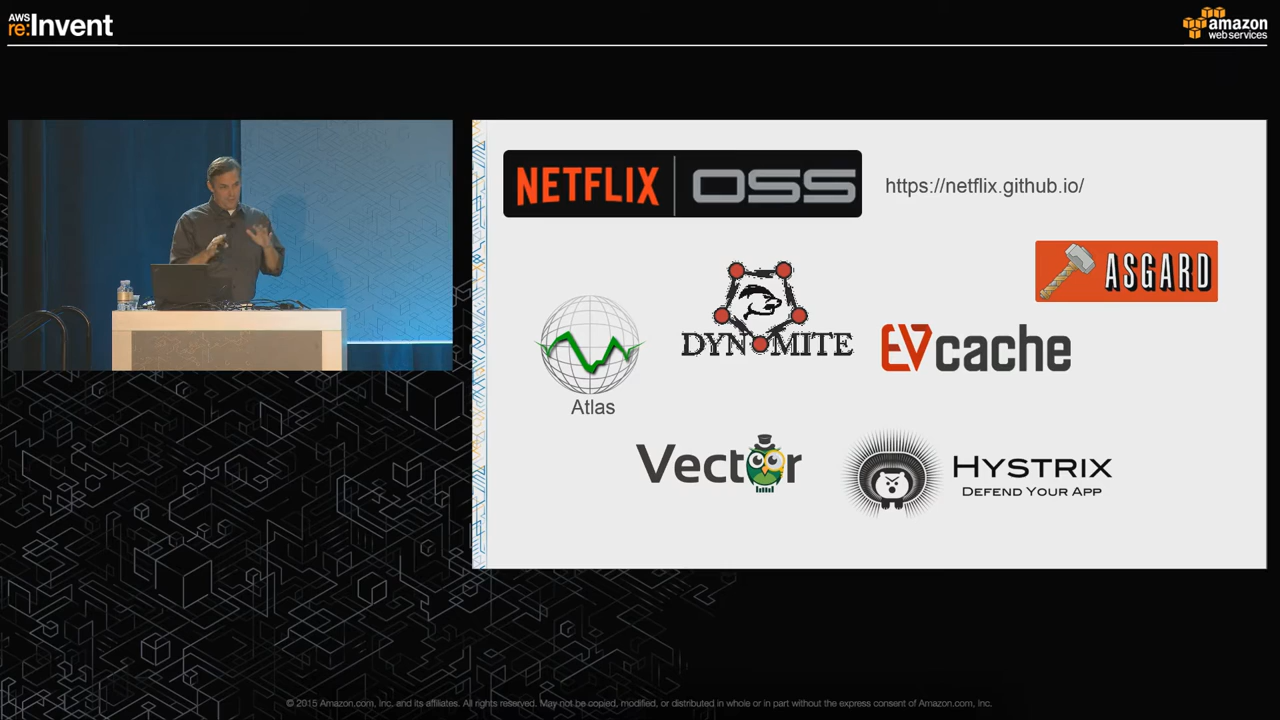 AWS
re:Invent
amazon
web services
NETFLIX OSS
https://netflix.github.io/
ASGARD
DYNOMITE
EVcache
Atlas
Vector
HYSTRIX
DEFEND YOUR APP
© 2015 Amazon.com, Inc. and its affiliates. All rights reserved. May not be copied, modified, or distributed in whole or in part without the express consent of Amazon.com, Inc.